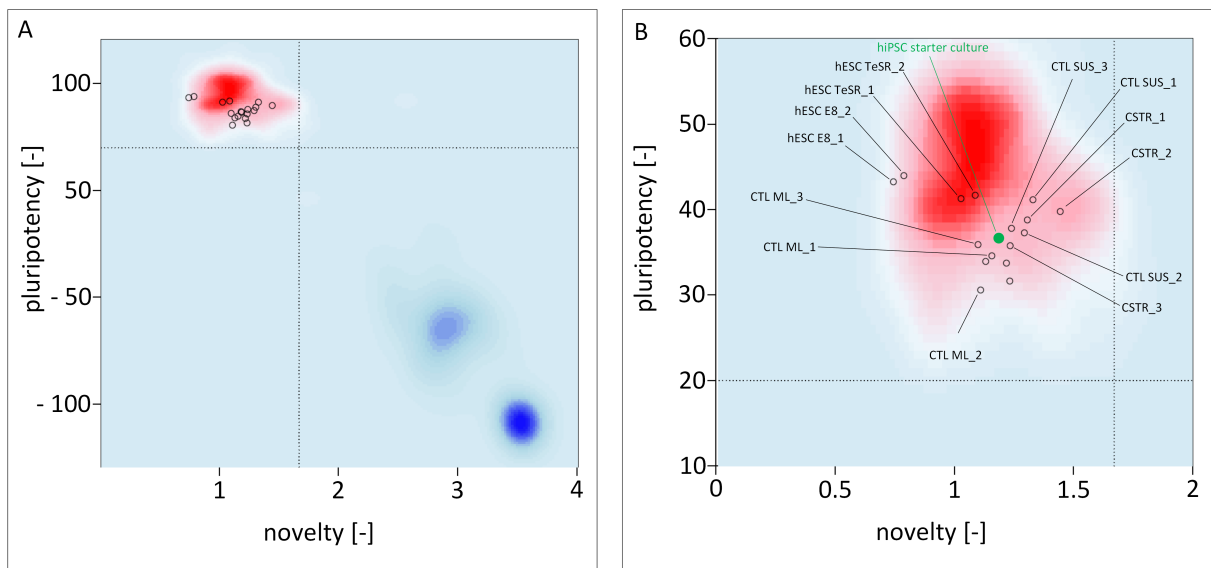 A
100
50
- 50
- 100
pluripotency [-]
1
2
3
4
novelty [-]
B
60
50
40
30
20
10
pluripotency [-]
hiPSC starter culture
hESC TeSR_2
hESC TeSR_1
hESC E8_2
hESC E8_1
CTL ML_3
CTL ML_1
CTL ML_2
CTL SUS_3
CTL SUS_1
CSTR_1
CSTR_2
CTL SUS_2
CSTR_3
0
0.5
1
1.5
2
novelty [-]